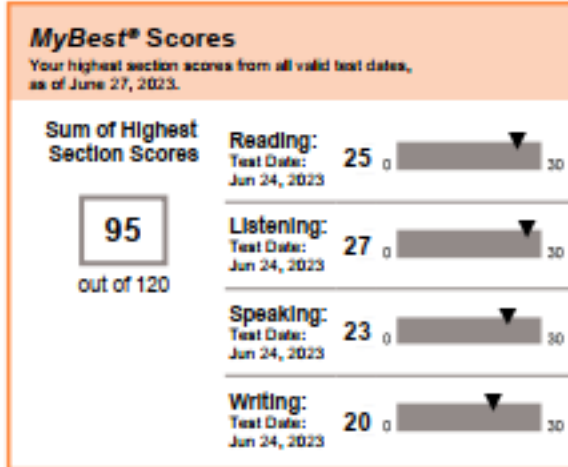 MyBest® Scores
Your highest section scores from all valid test dates,
as of June 27, 2023.
Sum of Highest
Section Scores
95
out of 120
Reading:
Test Date:
Jun 24, 2023
25 0 30
Listening:
Test Date:
Jun 24, 2023
27 0 30
Speaking:
Test Date:
Jun 24, 2023
23 0 30
Writing:
Test Date:
Jun 24, 2023
20 0 30